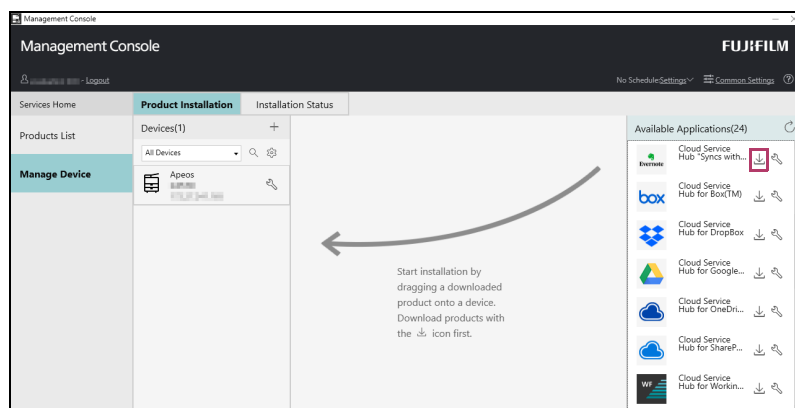 Management Console
Management Console
FUJIFILM
- Logout
No Schedule:Settings
Common Settings
?
Services Home
Product Installation
Installation Status
Products List
Manage Device
Devices(1)
All Devices
Apeos
Start installation by
dragging a downloaded
product onto a device.
Download products with
the icon first.
Available Applications(24)
Evernote
Cloud Service
Hub "Syncs with...
box
Cloud Service
Hub for Box(TM)
Cloud Service
Hub for DropBox
Cloud Service
Hub for Google...
Cloud Service
Hub for OneDri...
Cloud Service
Hub for ShareP...
WF
Cloud Service
Hub for Workin...